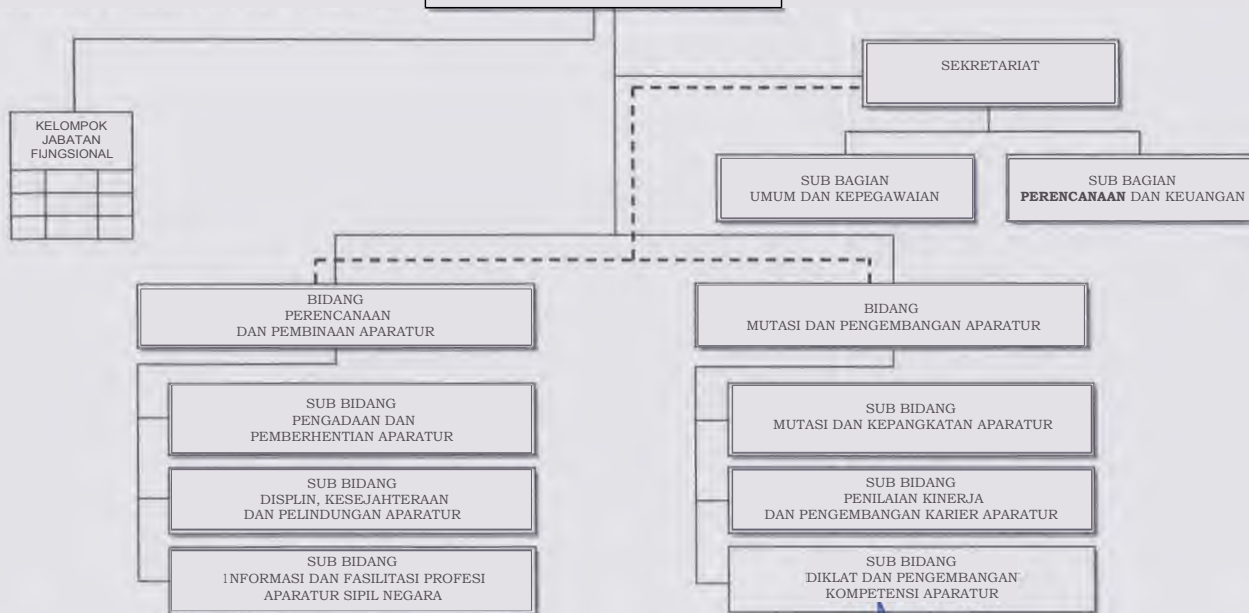 SEKRETARIAT
KELOMPOK
JABATAN
FIJNGSIONAL
SUB BAGIAN
UMUM DAN KEPEGAWAIAN
SUB BAGIAN
PERENCANAAN DAN KEUANGAN
BIDANG
PERENCANAAN
DAN PEMBINAAN APARATUR
BIDANG
MUTASI DAN PENGEMBANGAN APARATUR
SUB BIDANG
PENGADAAN DAN
PEMBERHENTIAN APARATUR
SUB BIDANG
MUTASI DAN KEPANGKATAN APARATUR
SUB BIDANG
DISPLIN, KESEJAHTERAAN
DAN PELINDUNGAN APARATUR
SUB BIDANG
PENILAIAN KINERJA
DAN PENGEMBANGAN KARIER APARATUR
SUB BIDANG
INFORMASI DAN FASILITASI PROFESI
APARATUR SIPIL NEGARA
SUB BIDANG
DIKLAT DAN PENGEMBANGAN
KOMPETENSI APARATUR